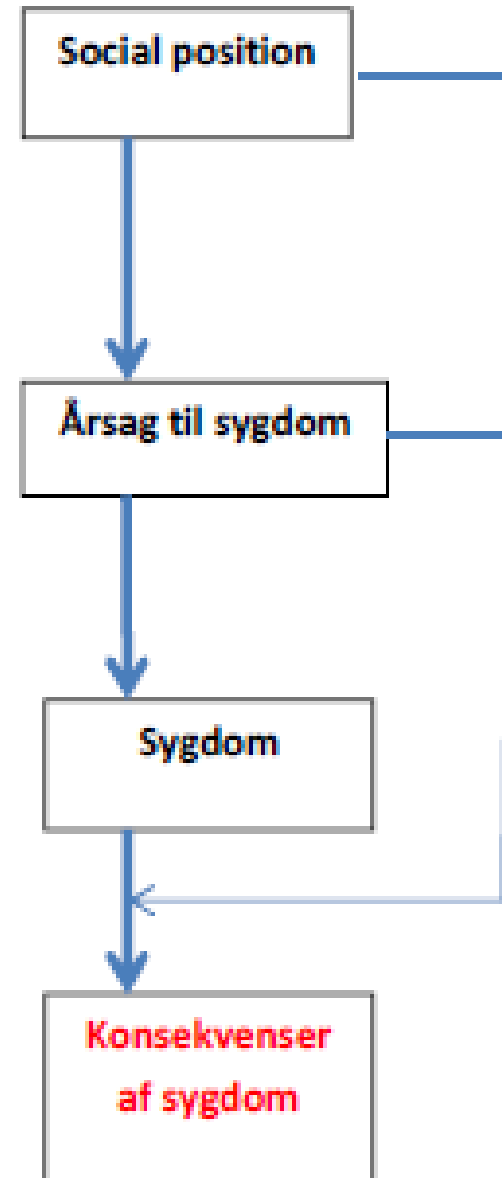 Social position
Årsag til sygdom
Sygdom
Konsekvenser
af sygdom